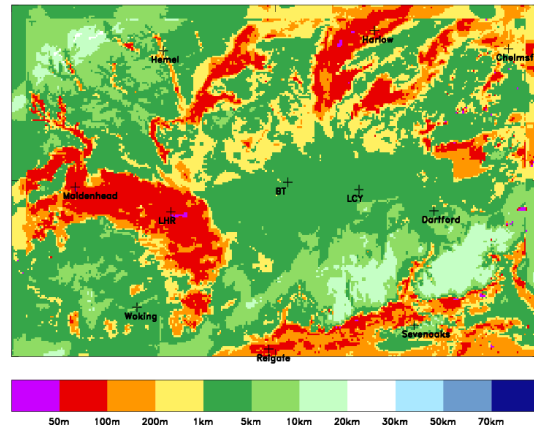 Harlow
Hemel
Chelmsf
Maidenhead
BT
LCY
LHR
Dartford
Woking
Sevenoaks
Reigate
50m 100m 200m 1km 5km 10km 20km 30km 50km 70km